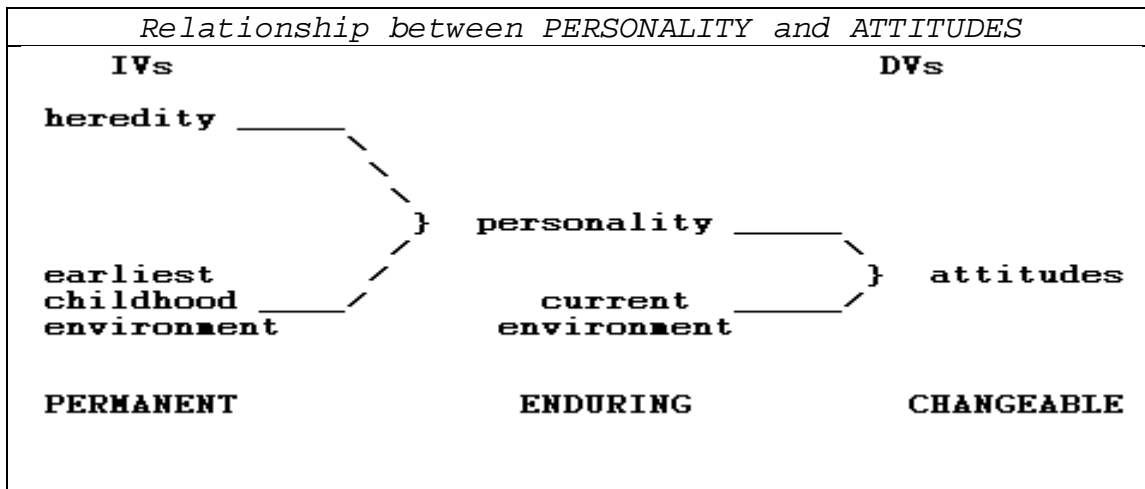 Relationship between PERSONALITY and ATTITUDES
IVs DVs
heredity
} personality
earliest } attitudes
childhood current
environment environment
PERMANENT ENDURING CHANGEABLE